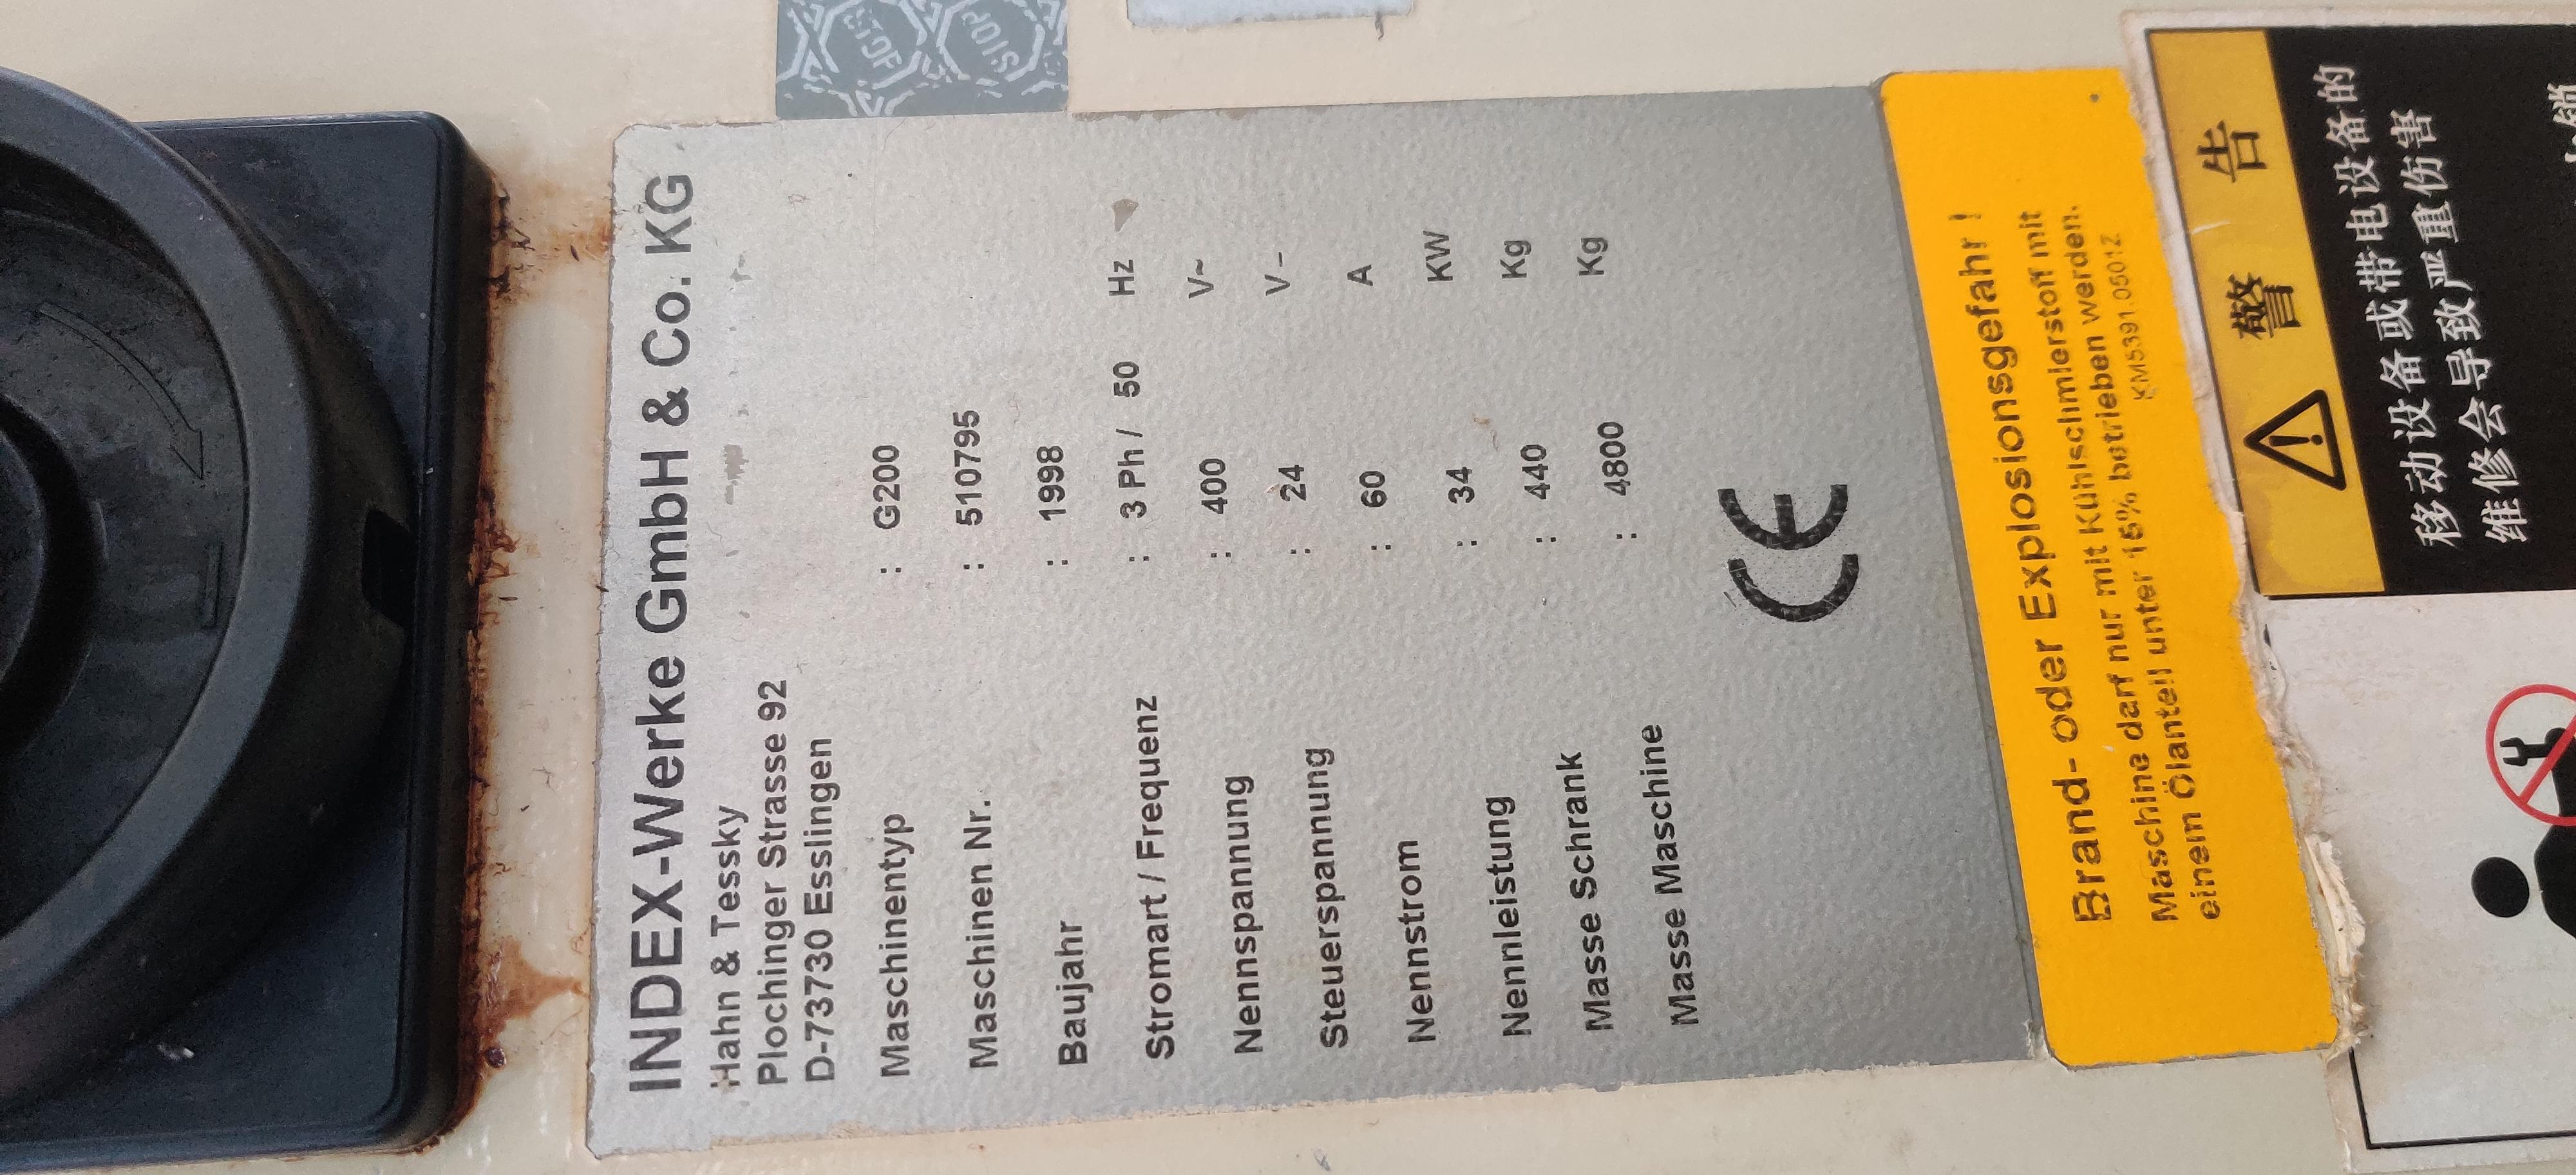 INDEX-Werke GmbH & Co. KG
Hahn & Tessky
Plochinger Strasse 92
D-73730 Esslingen
Maschinentyp : G200
Maschinen Nr. : 510795
Baujahr : 1998
Stromart / Frequenz : 3 Ph / 50 Hz
Nennspannung : 400 V~
Steuerspannung : 24 V-
Nennstrom : 60 A
Nennleistung : 34 KW
Masse Schrank : 440 Kg
Masse Maschine : 4800 Kg
CE
Brand- oder Explosionsgefahr !
Maschine darf nur mit Kühlschmierstoff mit
einem Ölanteil unter 15% betrieben werden.
KM5391.0501Z
警 告
移动设备或带电设备的
维修会导致严重伤害